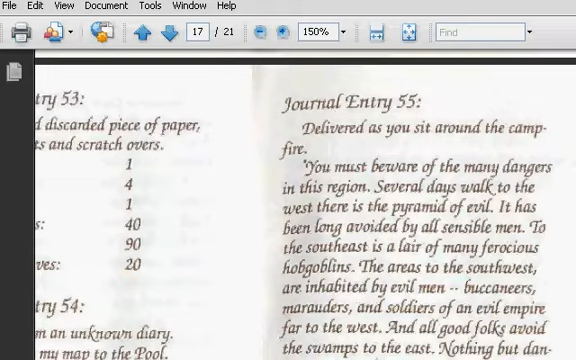 File Edit View Document Tools Window Help
17 / 21 150% Find
try 53:
d discarded piece of paper,
ts and scratch overs.
1
4
1
s: 40
90
ves: 20
try 54:
m an unknown diary.
my map to the Pool.
Journal Entry 55:
Delivered as you sit around the camp-
fire.
'You must beware of the many dangers
in this region. Several days walk to the
west there is the pyramid of evil. It has
been long avoided by all sensible men. To
the southeast is a lair of many ferocious
hobgoblins. The areas to the southwest,
are inhabited by evil men -- buccaneers,
marauders, and soldiers of an evil empire
far to the west. And all good folks avoid
the swamps to the east. Nothing but dan-